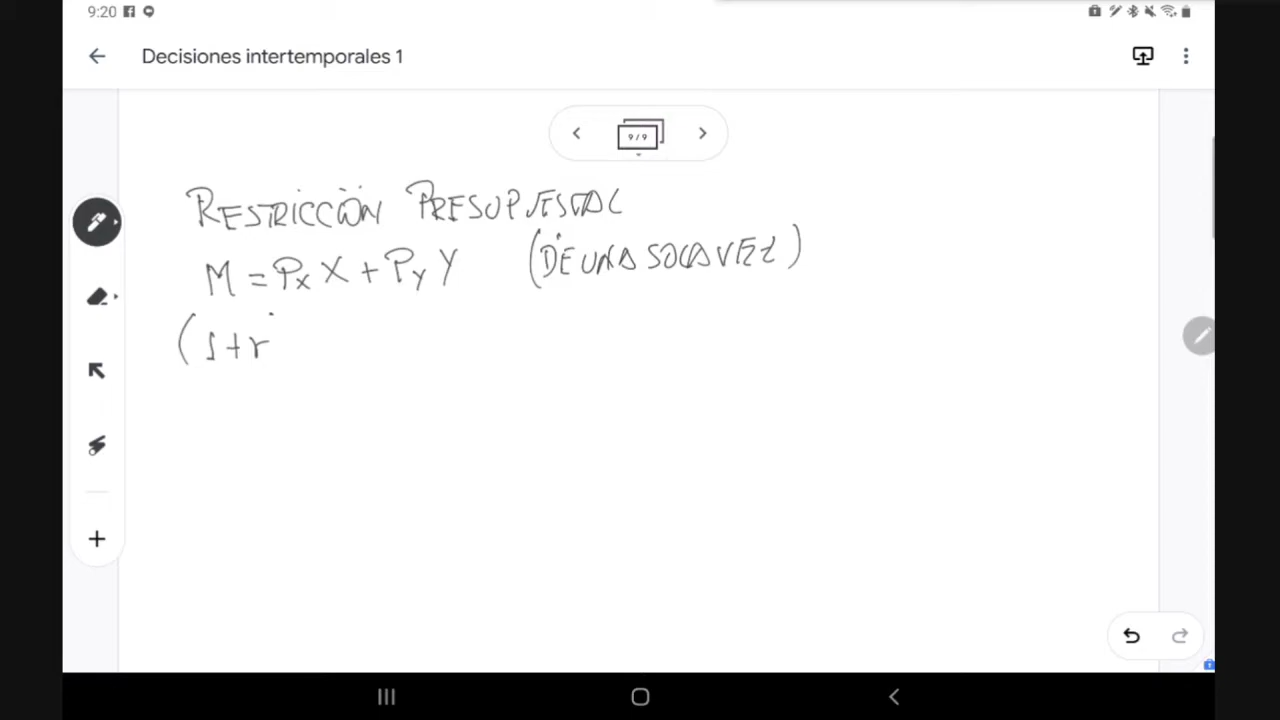 9:20
Decisiones intertemporales 1
9/9
RESTRICCIÓN PRESUPUESTAL
M = Px X + Py Y (DE UNA SOLA VEZ)
(1+r